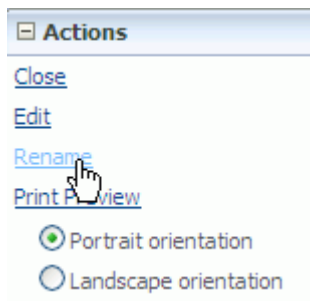 Actions
Close
Edit
Rename
Print Preview
Portrait orientation
Landscape orientation